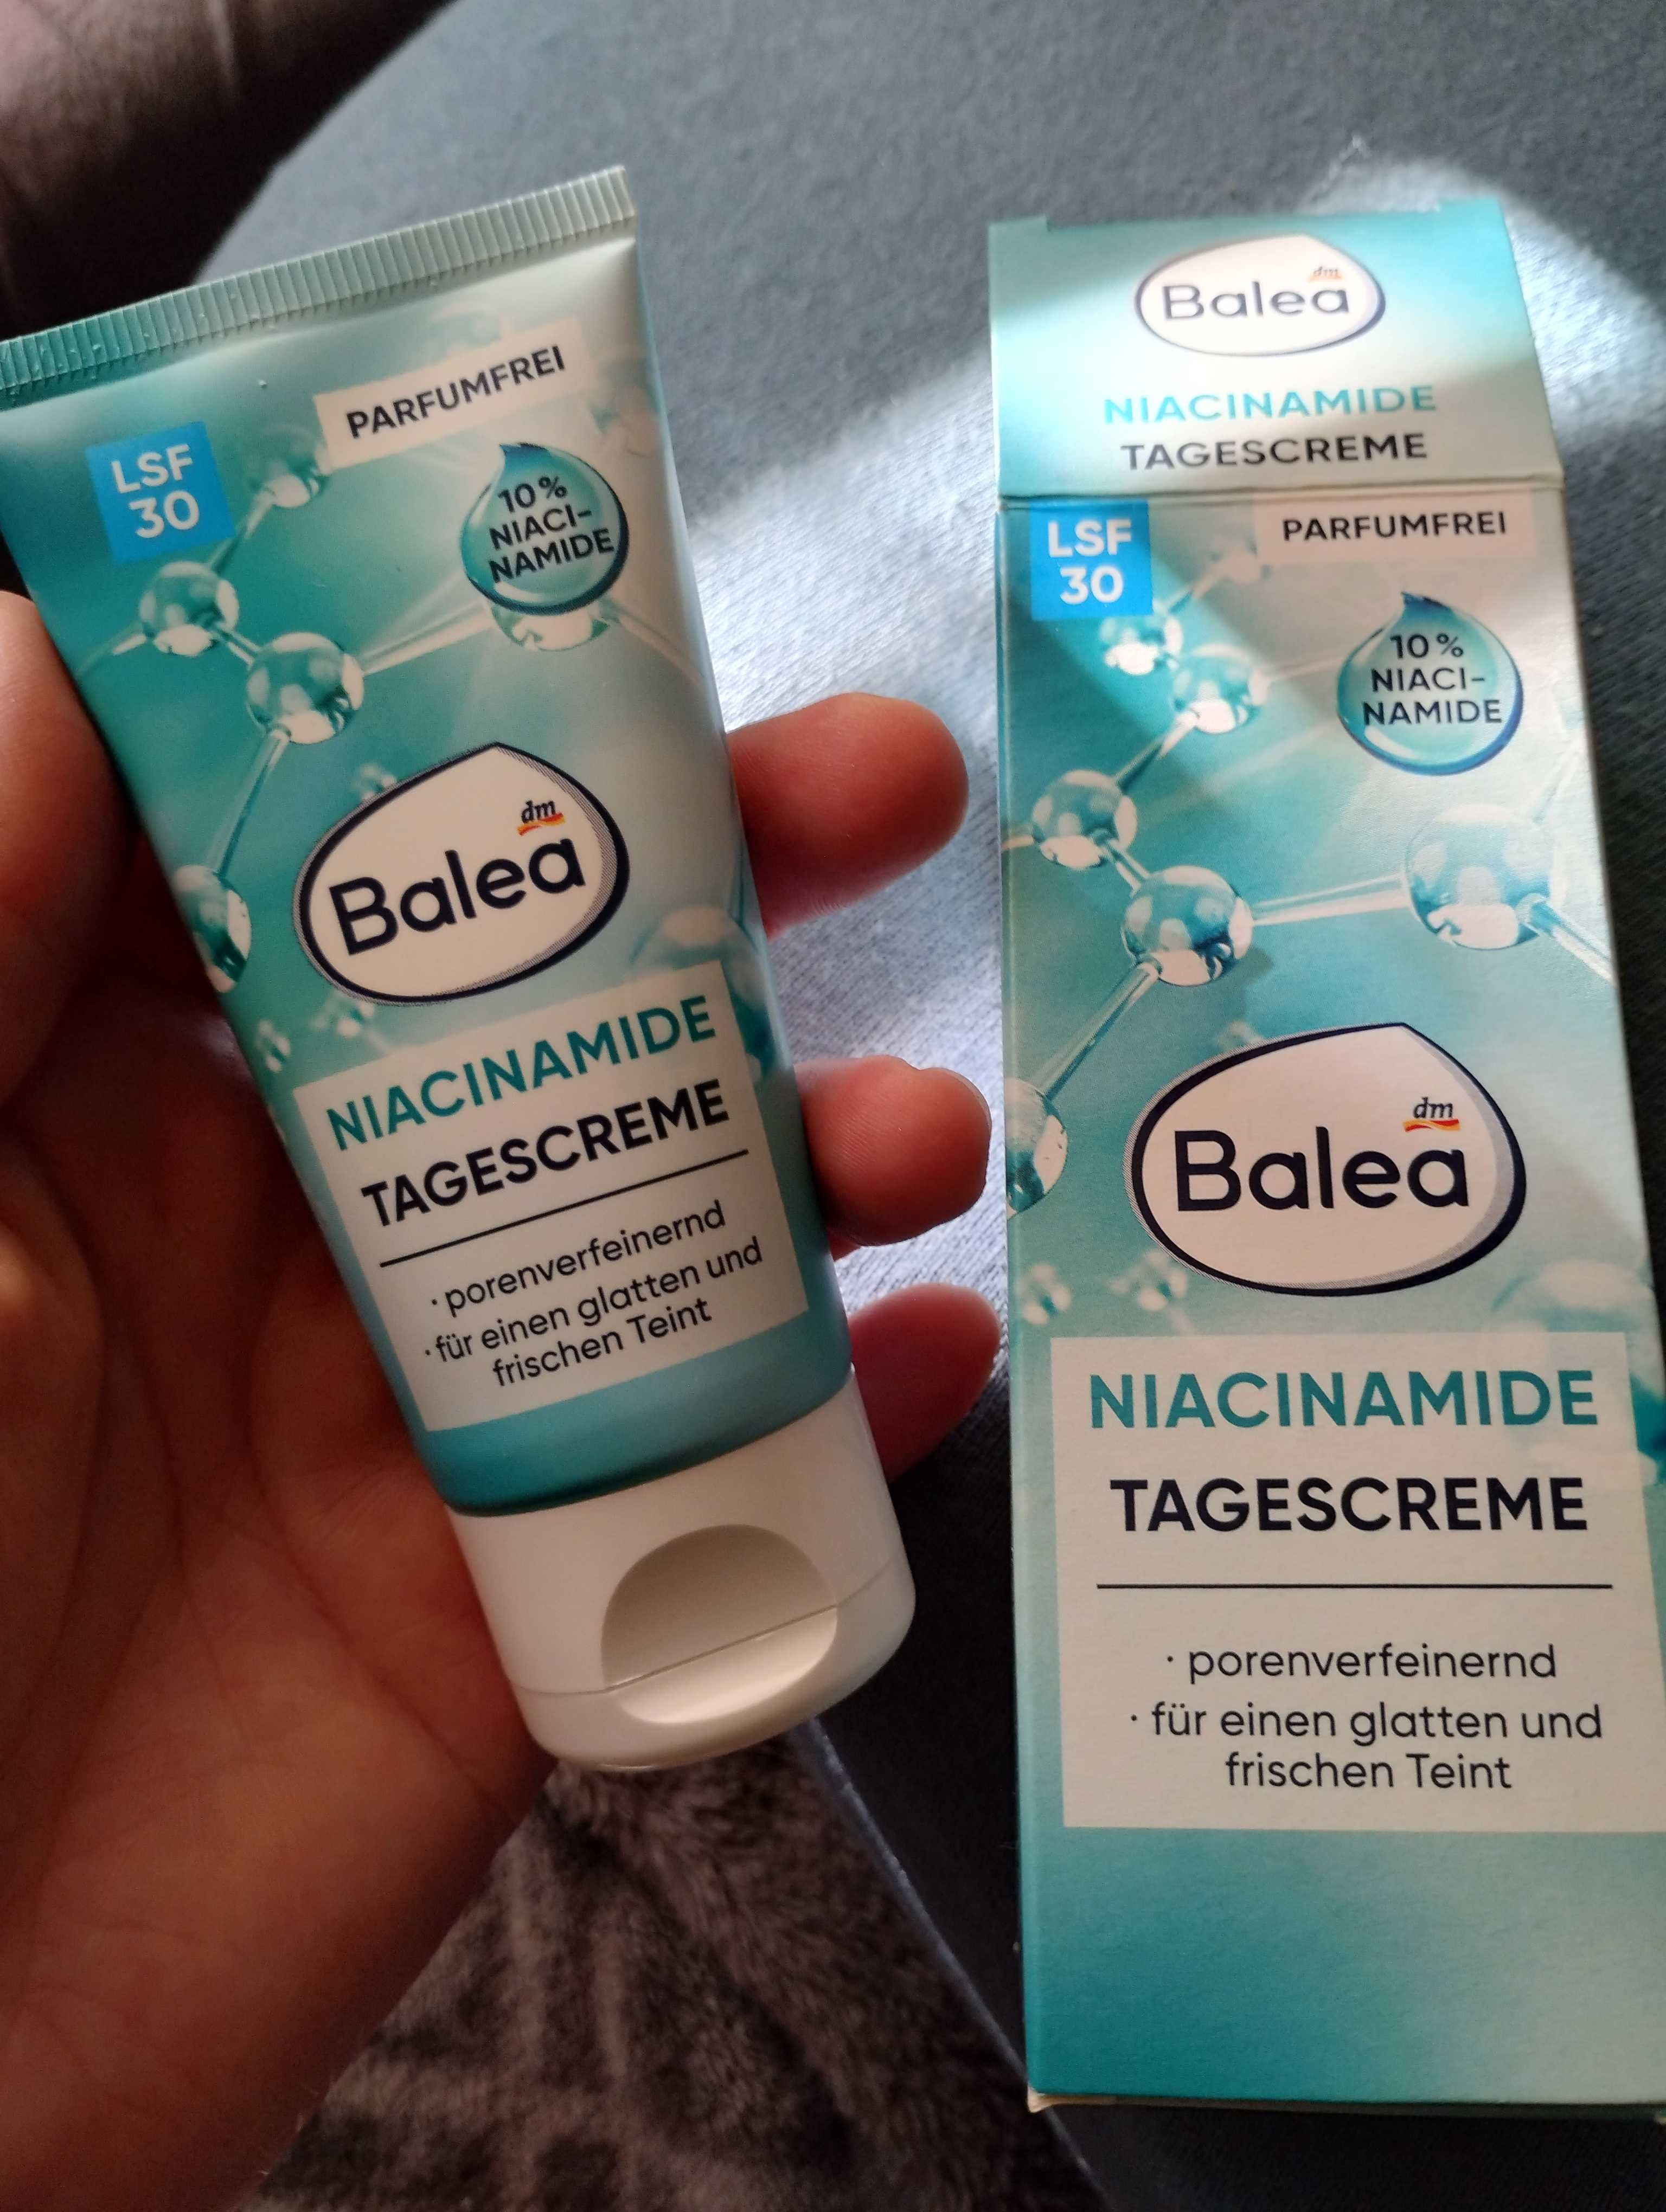 PARFUMFREI
LSF
30
10%
NIACI-
NAMIDE
dm
Balea
NIACINAMIDE
TAGESCREME
· porenverfeinernd
· für einen glatten und
frischen Teint
dm
Balea
NIACINAMIDE
TAGESCREME
LSF
30
PARFUMFREI
10%
NIACI-
NAMIDE
dm
Balea
NIACINAMIDE
TAGESCREME
· porenverfeinernd
· für einen glatten und
frischen Teint